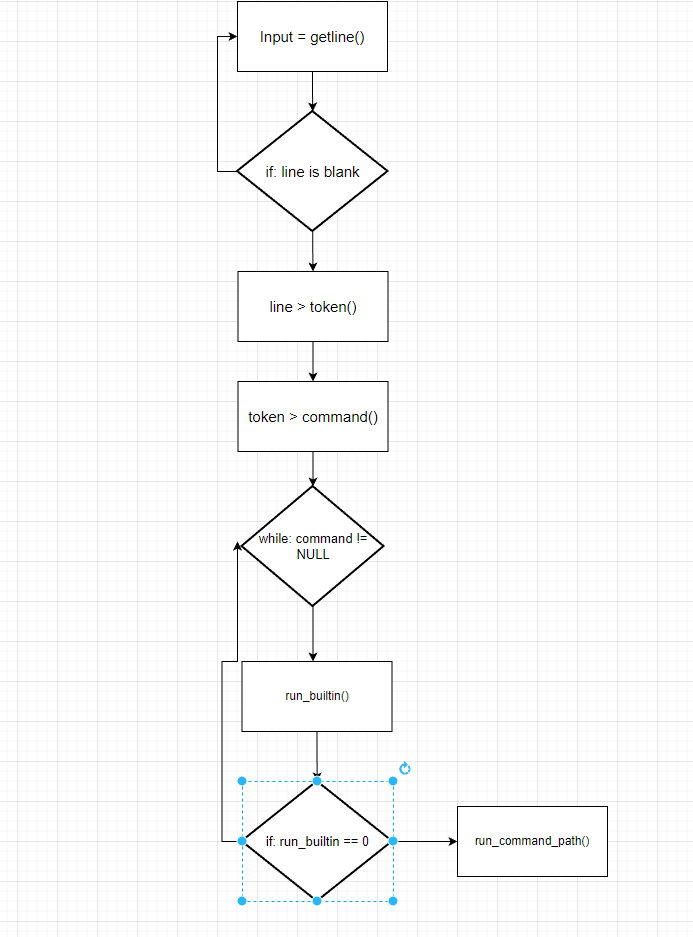 Input = getline()
if: line is blank
line > token()
token > command()
while: command !=
NULL
run_builtin()
if: run_builtin == 0
run_command_path()